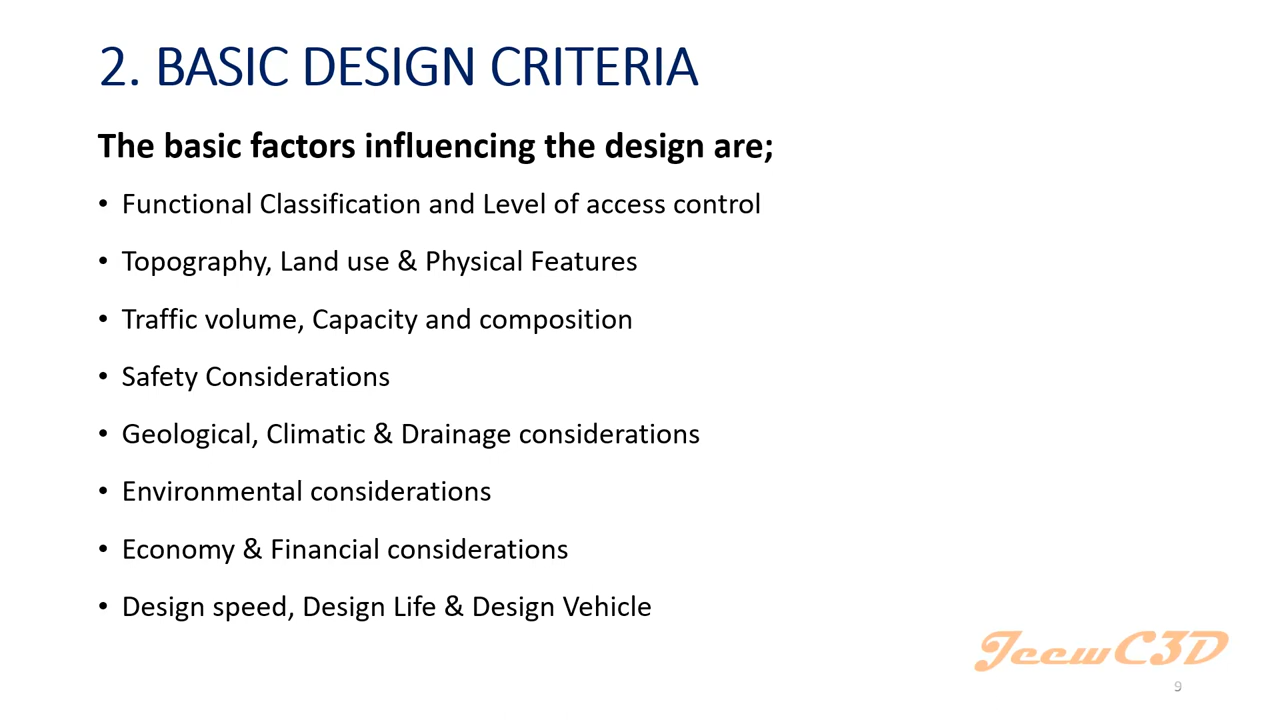 2. BASIC DESIGN CRITERIA
The basic factors influencing the design are;
• Functional Classification and Level of access control
• Topography, Land use & Physical Features
• Traffic volume, Capacity and composition
• Safety Considerations
• Geological, Climatic & Drainage considerations
• Environmental considerations
• Economy & Financial considerations
• Design speed, Design Life & Design Vehicle
JeewC3D
9